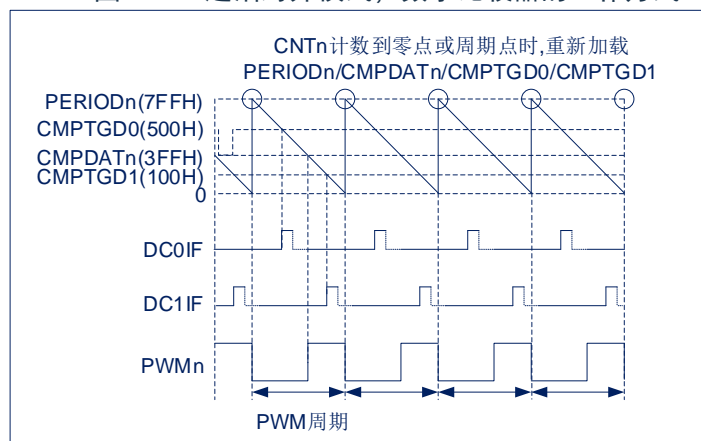 CNTn计数到零点或周期点时,重新加载
PERIODn/CMPDATn/CMPTGD0/CMPTGD1
PERIODn(7FFH)
CMPTGD0(500H)
CMPDATn(3FFH)
CMPTGD1(100H)
0
DC0IF
DC1IF
PWMn
PWM周期